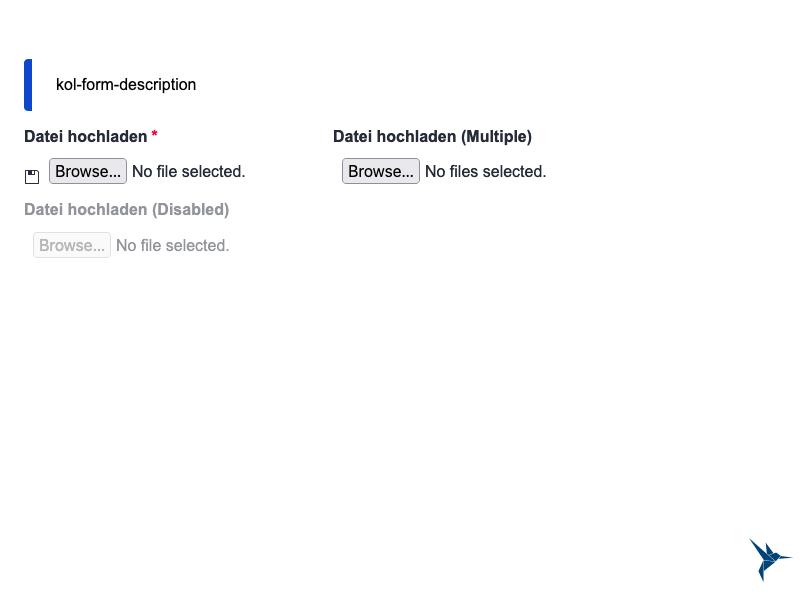 kol-form-description
Datei hochladen * Datei hochladen (Multiple)
Browse... No file selected. Browse... No files selected.
Datei hochladen (Disabled)
Browse... No file selected.